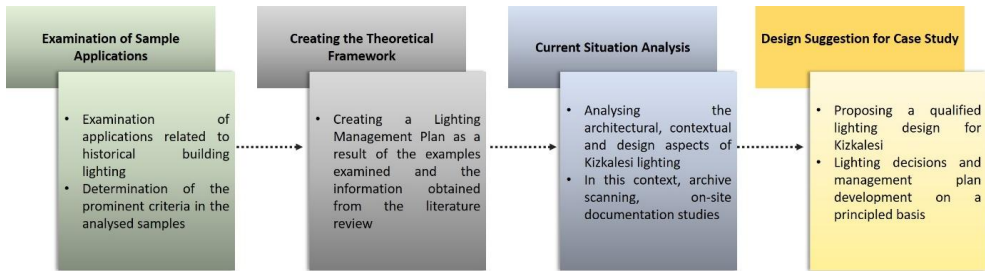 Examination of Sample
Applications
• Examination of
applications related to
historical building
lighting
• Determination of the
prominent criteria in the
analysed samples
Creating the Theoretical
Framework
• Creating a Lighting
Management Plan as a
result of the examples
examined and the
information obtained
from the literature
review
Current Situation Analysis
• Analysing the
architectural, contextual
and design aspects of
Kizkalesi lighting
• In this context, archive
scanning, on-site
documentation studies
Design Suggestion for Case Study
• Proposing a qualified
lighting design for
Kizkalesi
• Lighting decisions and
management plan
development on a
principled basis